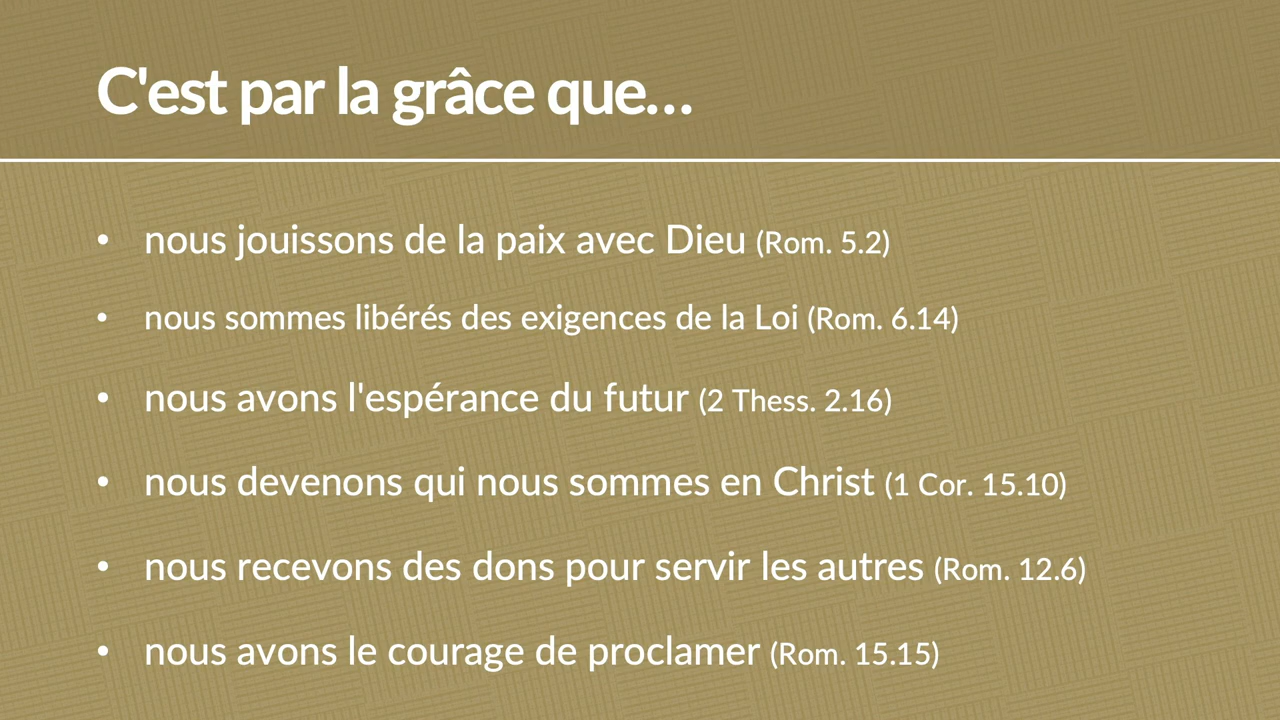 C'est par la grâce que…
• nous jouissons de la paix avec Dieu (Rom. 5.2)
• nous sommes libérés des exigences de la Loi (Rom. 6.14)
• nous avons l'espérance du futur (2 Thess. 2.16)
• nous devenons qui nous sommes en Christ (1 Cor. 15.10)
• nous recevons des dons pour servir les autres (Rom. 12.6)
• nous avons le courage de proclamer (Rom. 15.15)